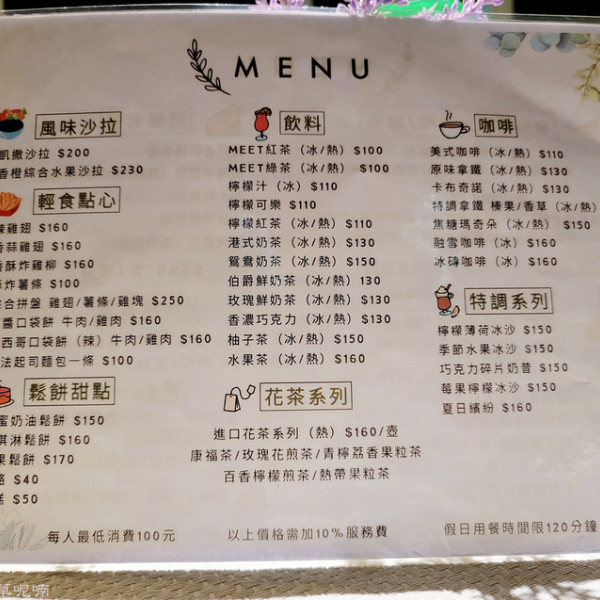 MENU
風味沙拉
凱撒沙拉 $200
香橙綜合水果沙拉 $230
輕食點心
辣雞翅 $160
香蒜雞翅 $160
酥炸雞柳 $160
酥炸薯條 $100
合拼盤 雞翅/薯條/雞塊 $250
醬口袋餅 牛肉/雞肉 $160
西哥口袋餅（辣）牛肉/雞肉 $160
法起司麵包一條 $100
鬆餅甜點
蜜奶油鬆餅 $150
淇淋鬆餅 $160
果鬆餅 $170
$40
$50
飲料
MEET紅茶（冰/熱）$100
MEET綠茶（冰/熱） $100
檸檬汁（冰）$110
檸檬可樂 $110
檸檬紅茶（冰/熱）$110
港式奶茶（冰/熱）$130
鴛鴦奶茶（冰/熱）$150
伯爵鮮奶茶（冰/熱）130
玫瑰鮮奶茶（冰/熱）$130
香濃巧克力（冰/熱）$130
柚子茶（冰/熱）$150
水果茶（冰/熱） $160
花茶系列
進口花茶系列（熱）$160/壺
康福茶/玫瑰花煎茶/青檸荔香果粒茶
百香檸檬煎茶/熱帶果粒茶
咖啡
美式咖啡（冰/熱）$110
原味拿鐵（冰/熱）$130
卡布奇諾（冰/熱）$130
特調拿鐵 榛果/香草（冰/熱）
焦糖瑪奇朵（冰/熱） $150
融雪咖啡（冰） $160
冰磚咖啡（冰） $160
特調系列
檸檬薄荷冰沙 $150
季節水果冰沙 $150
巧克力碎片奶昔 $150
莓果檸檬冰沙 $150
夏日繽紛 $160
每人最低消費100元
以上價格需加10%服務費
假日用餐時間限120分鐘
呢喃